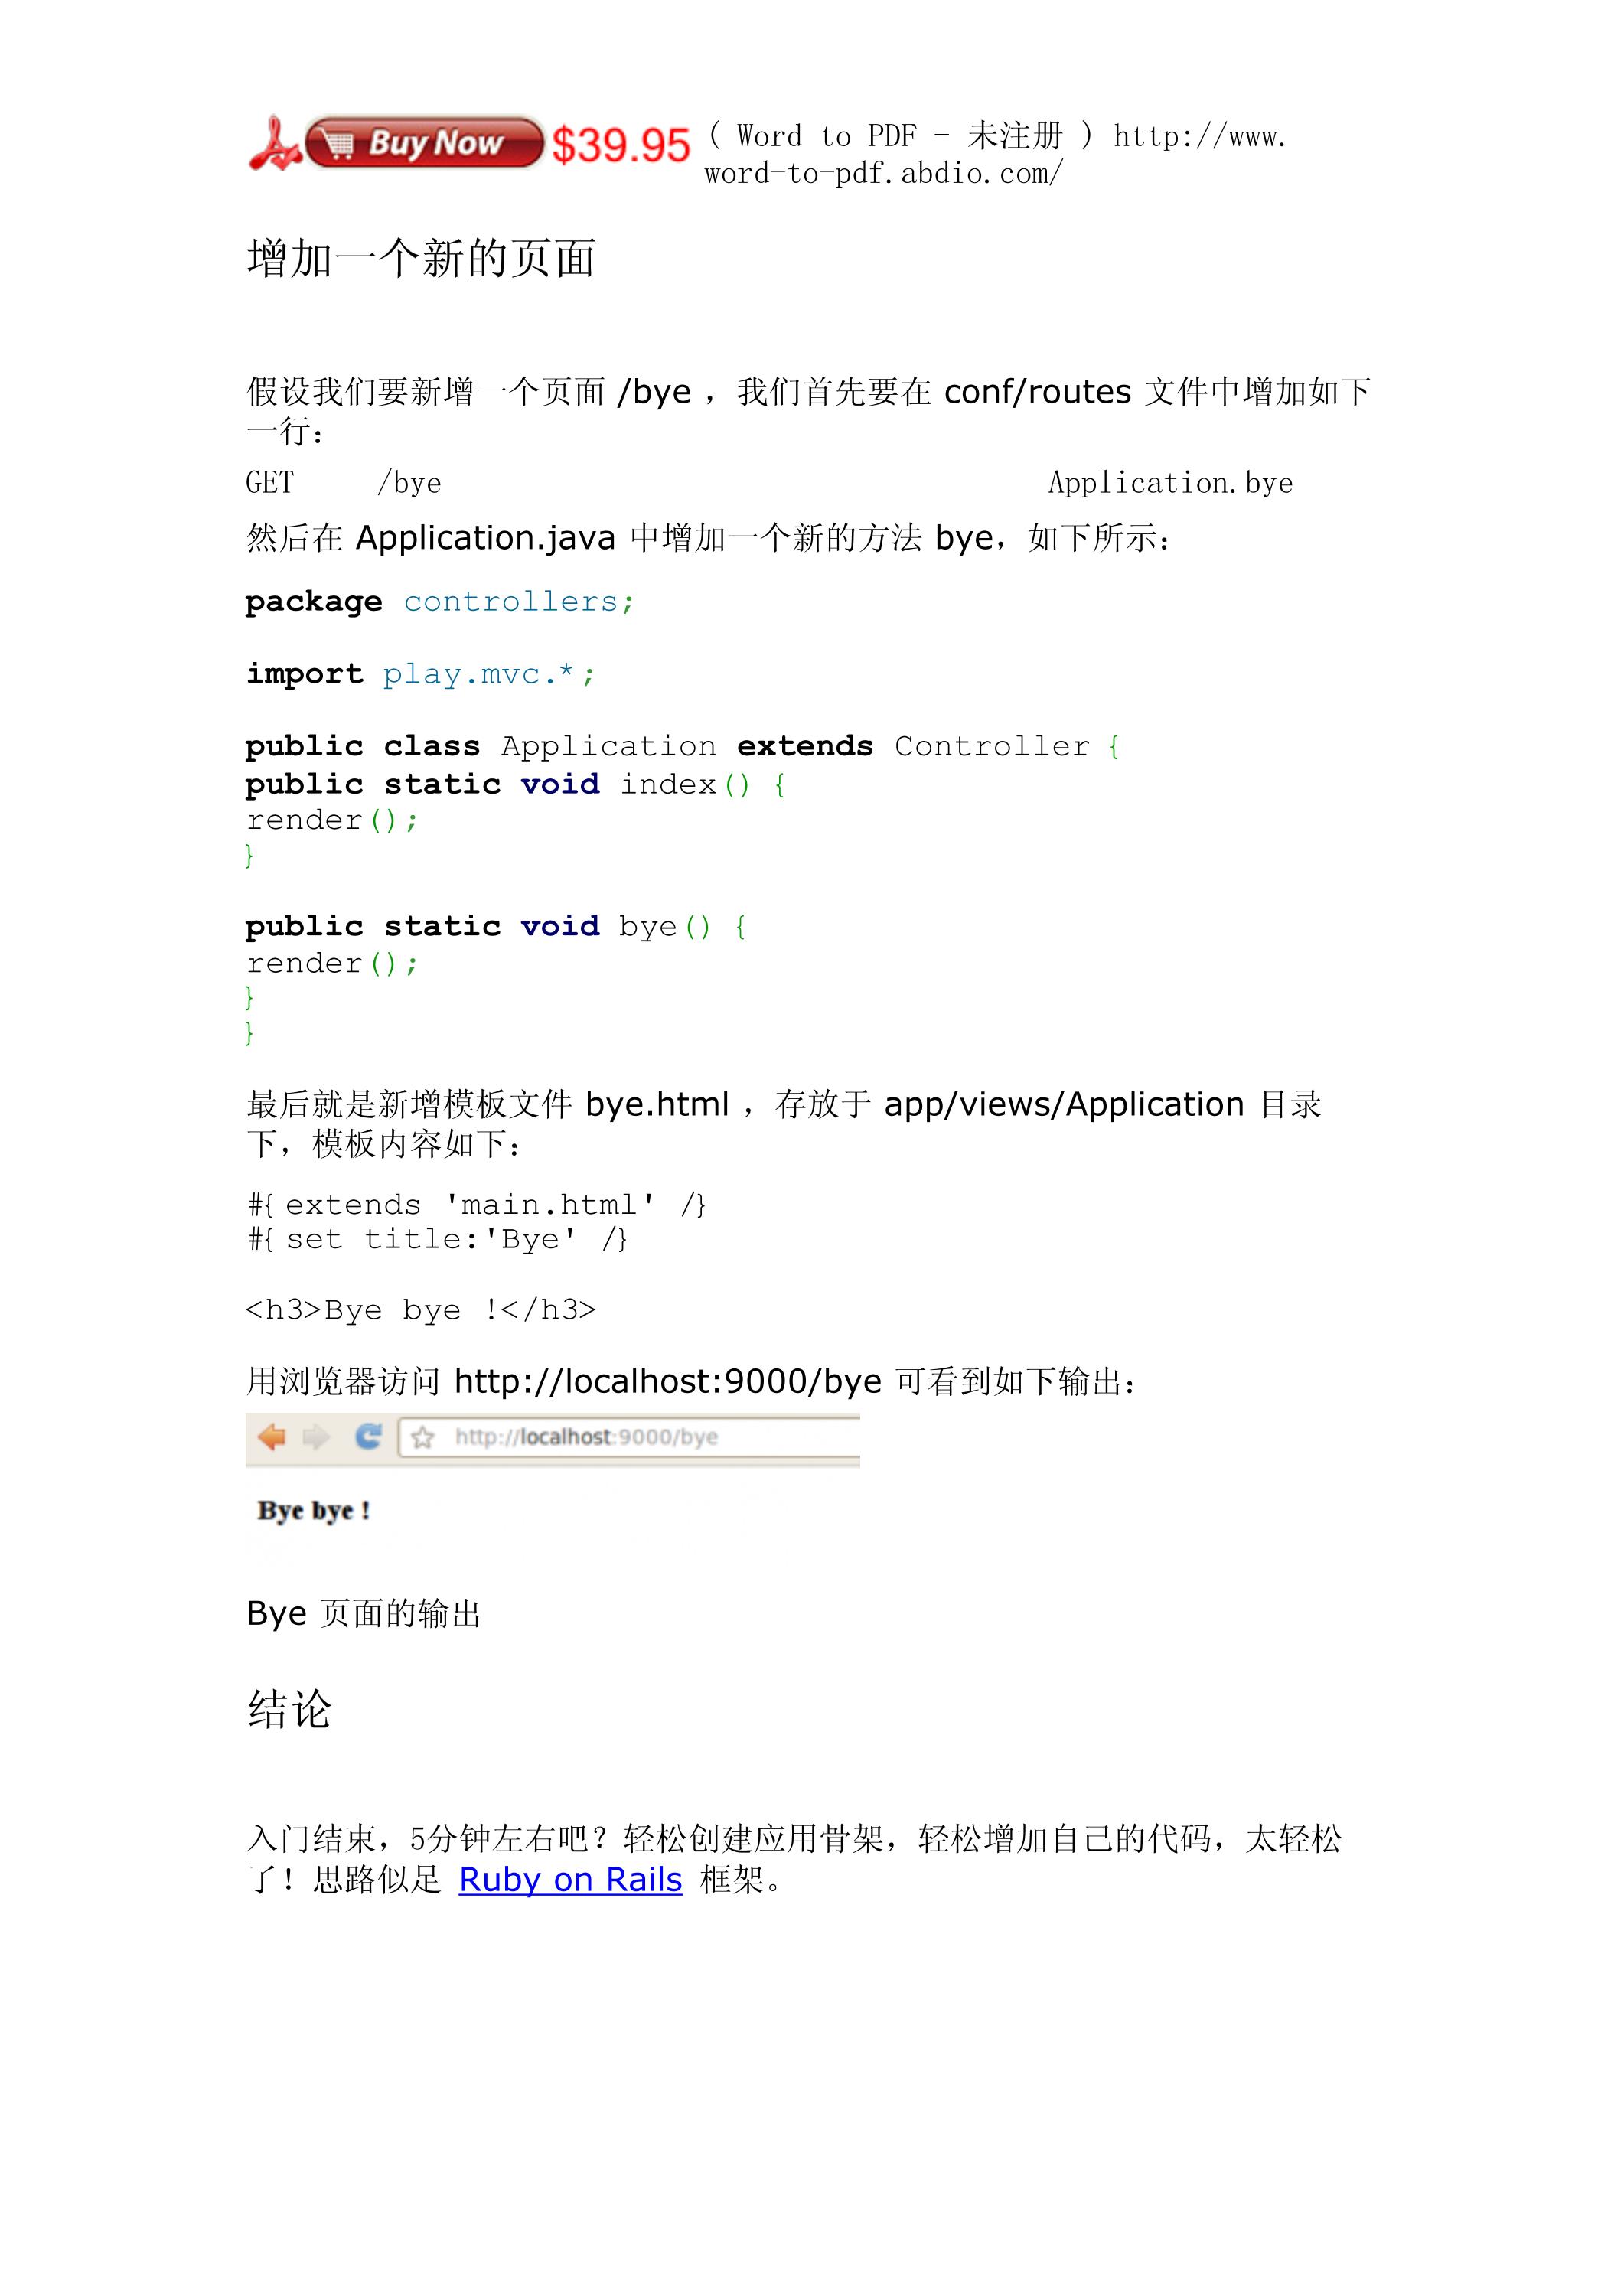 Buy Now $39.95 ( Word to PDF - 未注册 ) http://www.
word-to-pdf.abdio.com/
增加一个新的页面
假设我们要新增一个页面 /bye ，我们首先要在 conf/routes 文件中增加如下
一行：
GET /bye Application.bye
然后在 Application.java 中增加一个新的方法 bye，如下所示：
package controllers;
import play.mvc.*;
public class Application extends Controller {
public static void index() {
render();
}
public static void bye() {
render();
}
}
最后就是新增模板文件 bye.html ，存放于 app/views/Application 目录
下，模板内容如下：
#{extends 'main.html' /}
#{set title:'Bye' /}
<h3>Bye bye !</h3>
用浏览器访问 http://localhost:9000/bye 可看到如下输出：
http://localhost:9000/bye
Bye bye !
Bye 页面的输出
结论
入门结束，5分钟左右吧？轻松创建应用骨架，轻松增加自己的代码，太轻松
了！思路似足 Ruby on Rails 框架。